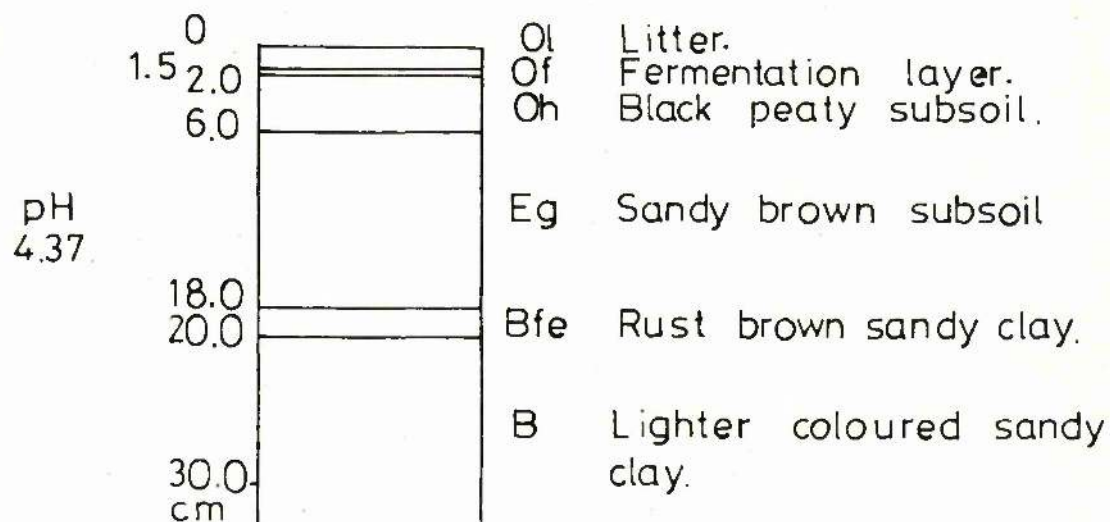 0 Ol Litter.
1.5 2.0 Of Fermentation layer.
6.0 Oh Black peaty subsoil.
pH Eg Sandy brown subsoil
4.37
18.0
20.0 Bfe Rust brown sandy clay.
B Lighter coloured sandy
30.0 clay.
cm